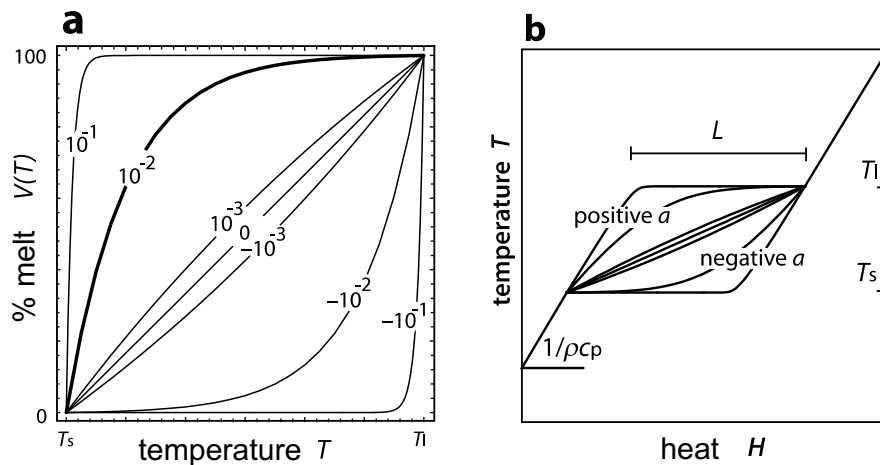 a
100
% melt V(T)
0
10⁻¹
10⁻²
10⁻³
0
−10⁻³
−10⁻²
−10⁻¹
Ts
temperature T
Tl
b
temperature T
L
Tl
positive a
negative a
Ts
1/ρcp
heat H